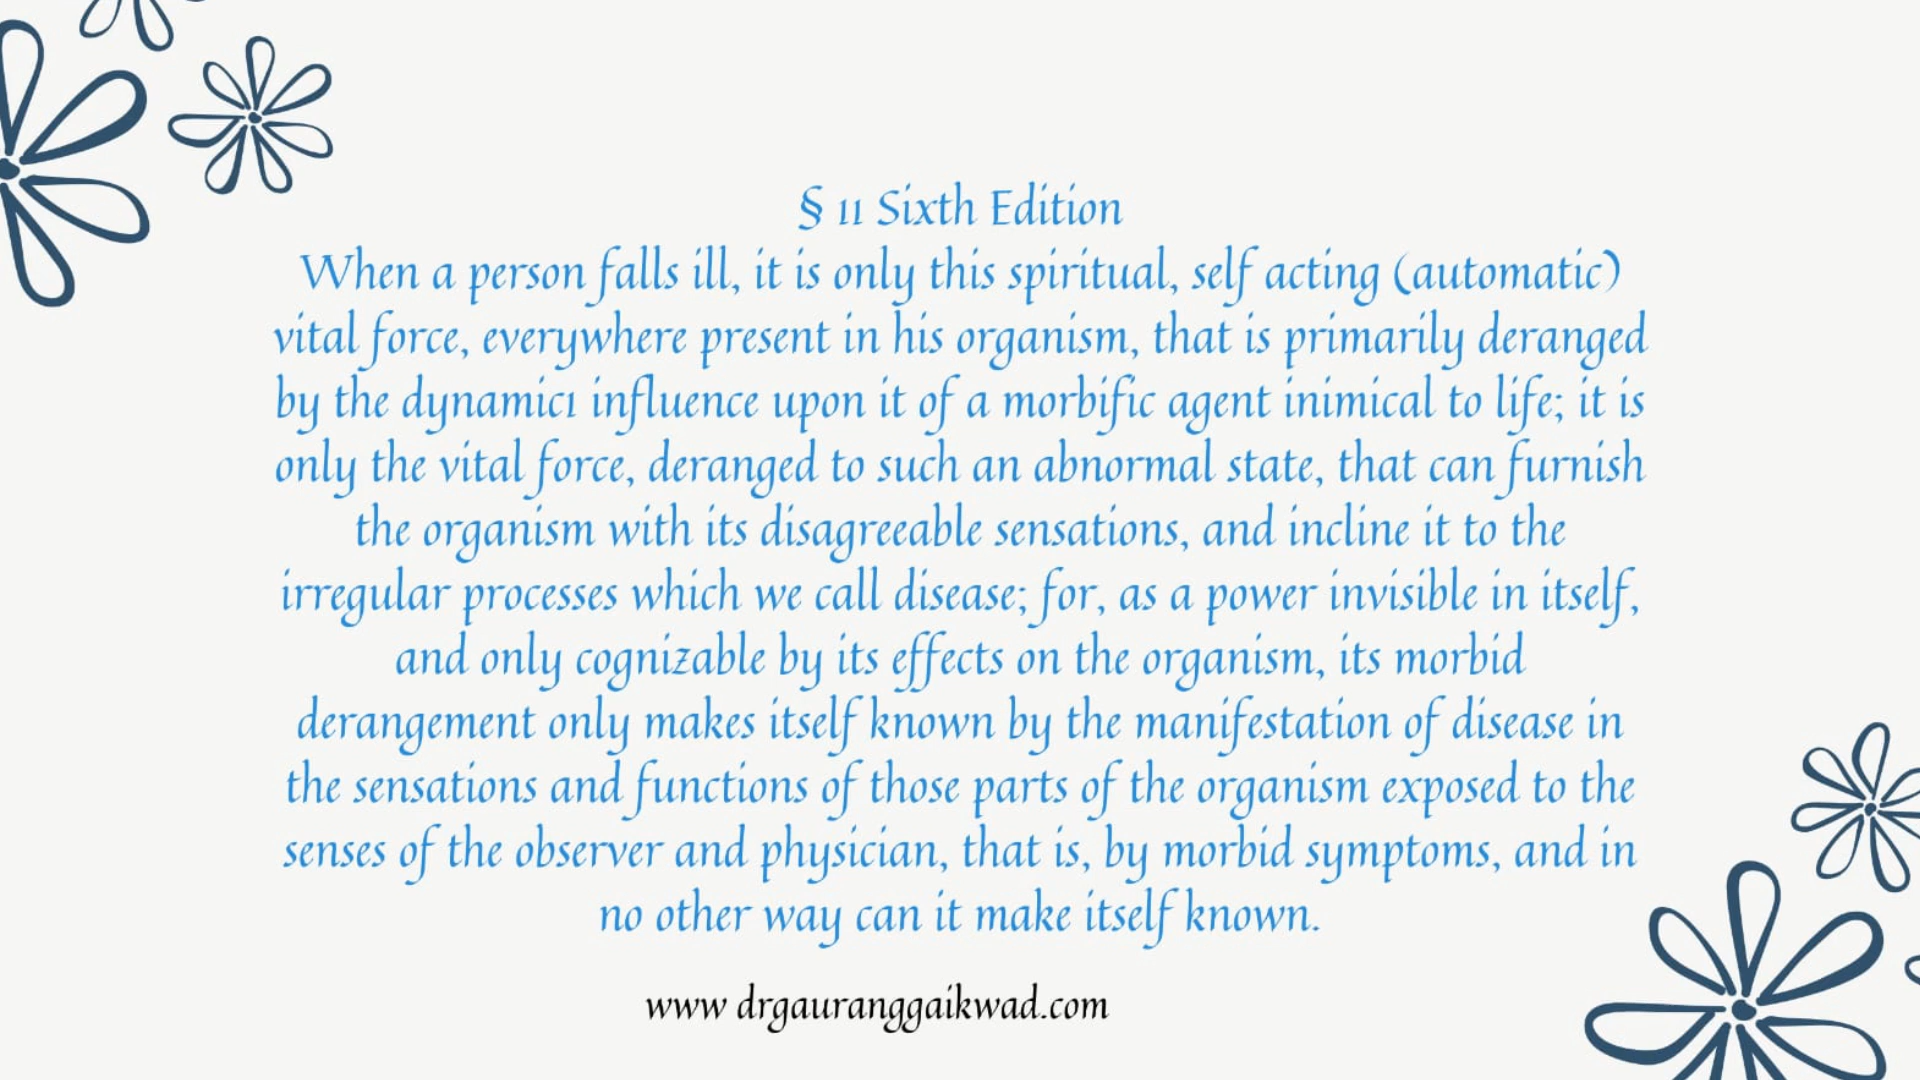 § 11 Sixth Edition
When a person falls ill, it is only this spiritual, self acting (automatic)
vital force, everywhere present in his organism, that is primarily deranged
by the dynamic1 influence upon it of a morbific agent inimical to life; it is
only the vital force, deranged to such an abnormal state, that can furnish
the organism with its disagreeable sensations, and incline it to the
irregular processes which we call disease; for, as a power invisible in itself,
and only cognizable by its effects on the organism, its morbid
derangement only makes itself known by the manifestation of disease in
the sensations and functions of those parts of the organism exposed to the
senses of the observer and physician, that is, by morbid symptoms, and in
no other way can it make itself known.
www drgauranggaikwad.com